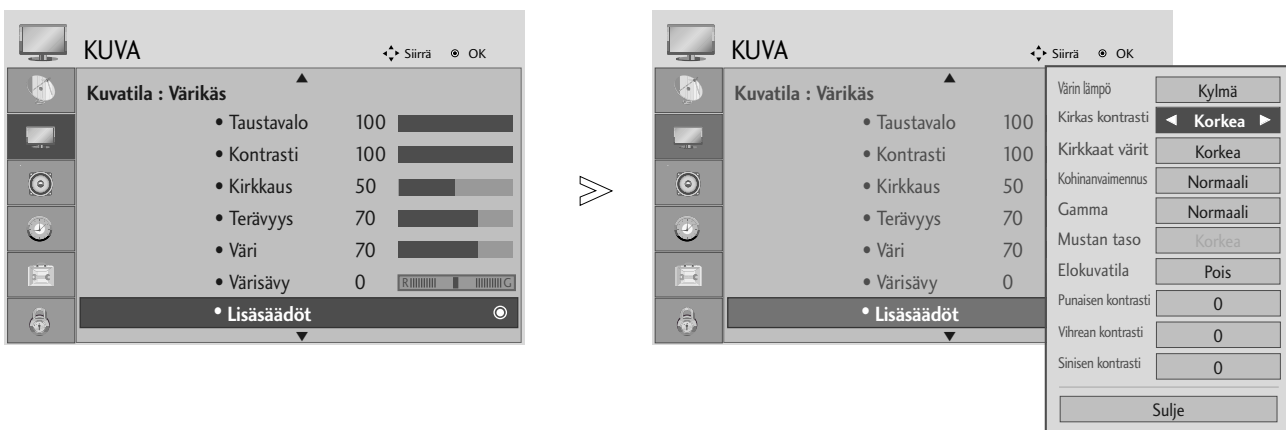 KUVA
Siirrä OK
Kuvatila : Värikäs
• Taustavalo 100
• Kontrasti 100
• Kirkkaus 50
• Terävyys 70
• Väri 70
• Värisävy 0 R G
• Lisäsäädöt
KUVA
Siirrä OK
Kuvatila : Värikäs
• Taustavalo 100
• Kontrasti 100
• Kirkkaus 50
• Terävyys 70
• Väri 70
• Värisävy 0
• Lisäsäädöt
Värin lämpö Kylmä
Kirkas kontrasti ◄ Korkea ►
Kirkkaat värit Korkea
Kohinanvaimennus Normaali
Gamma Normaali
Mustan taso Korkea
Elokuvatila Pois
Punaisen kontrasti 0
Vihrean kontrasti 0
Sinisen kontrasti 0
Sulje